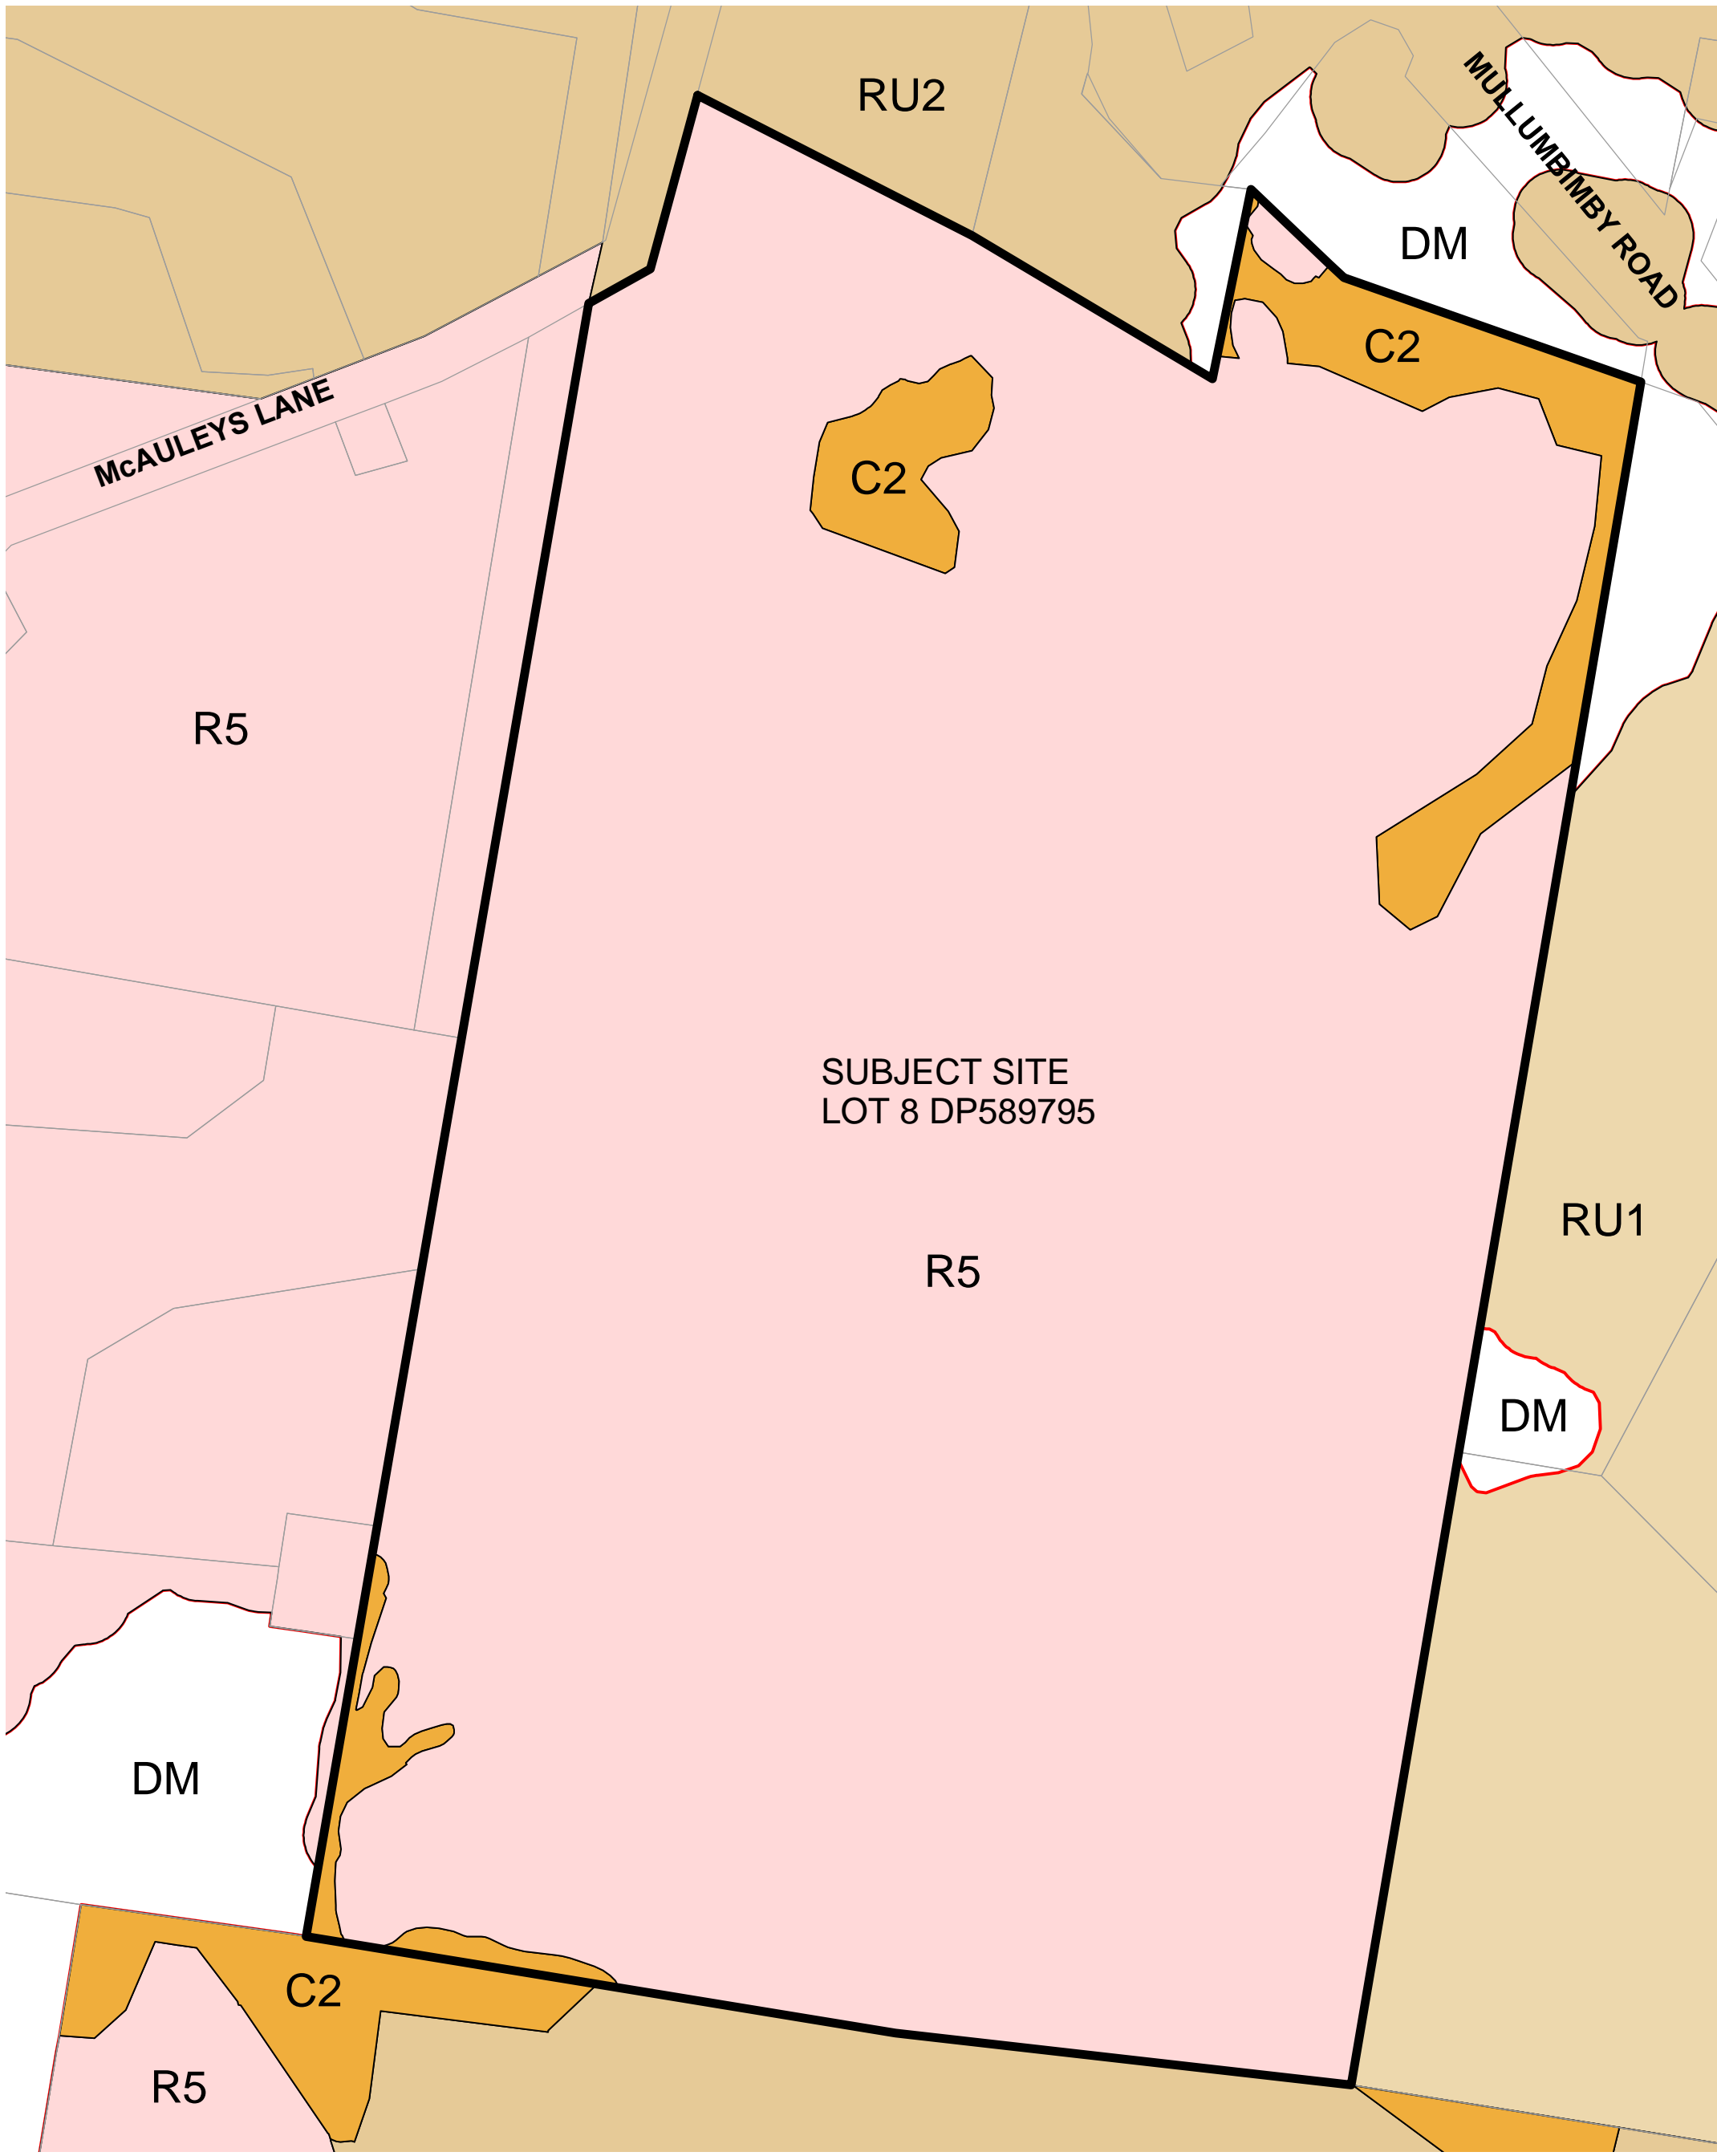 RU2
MULLUMBIMBY ROAD
DM
C2
McAULEYS LANE
C2
R5
SUBJECT SITE
LOT 8 DP589795
RU1
R5
DM
DM
C2
R5